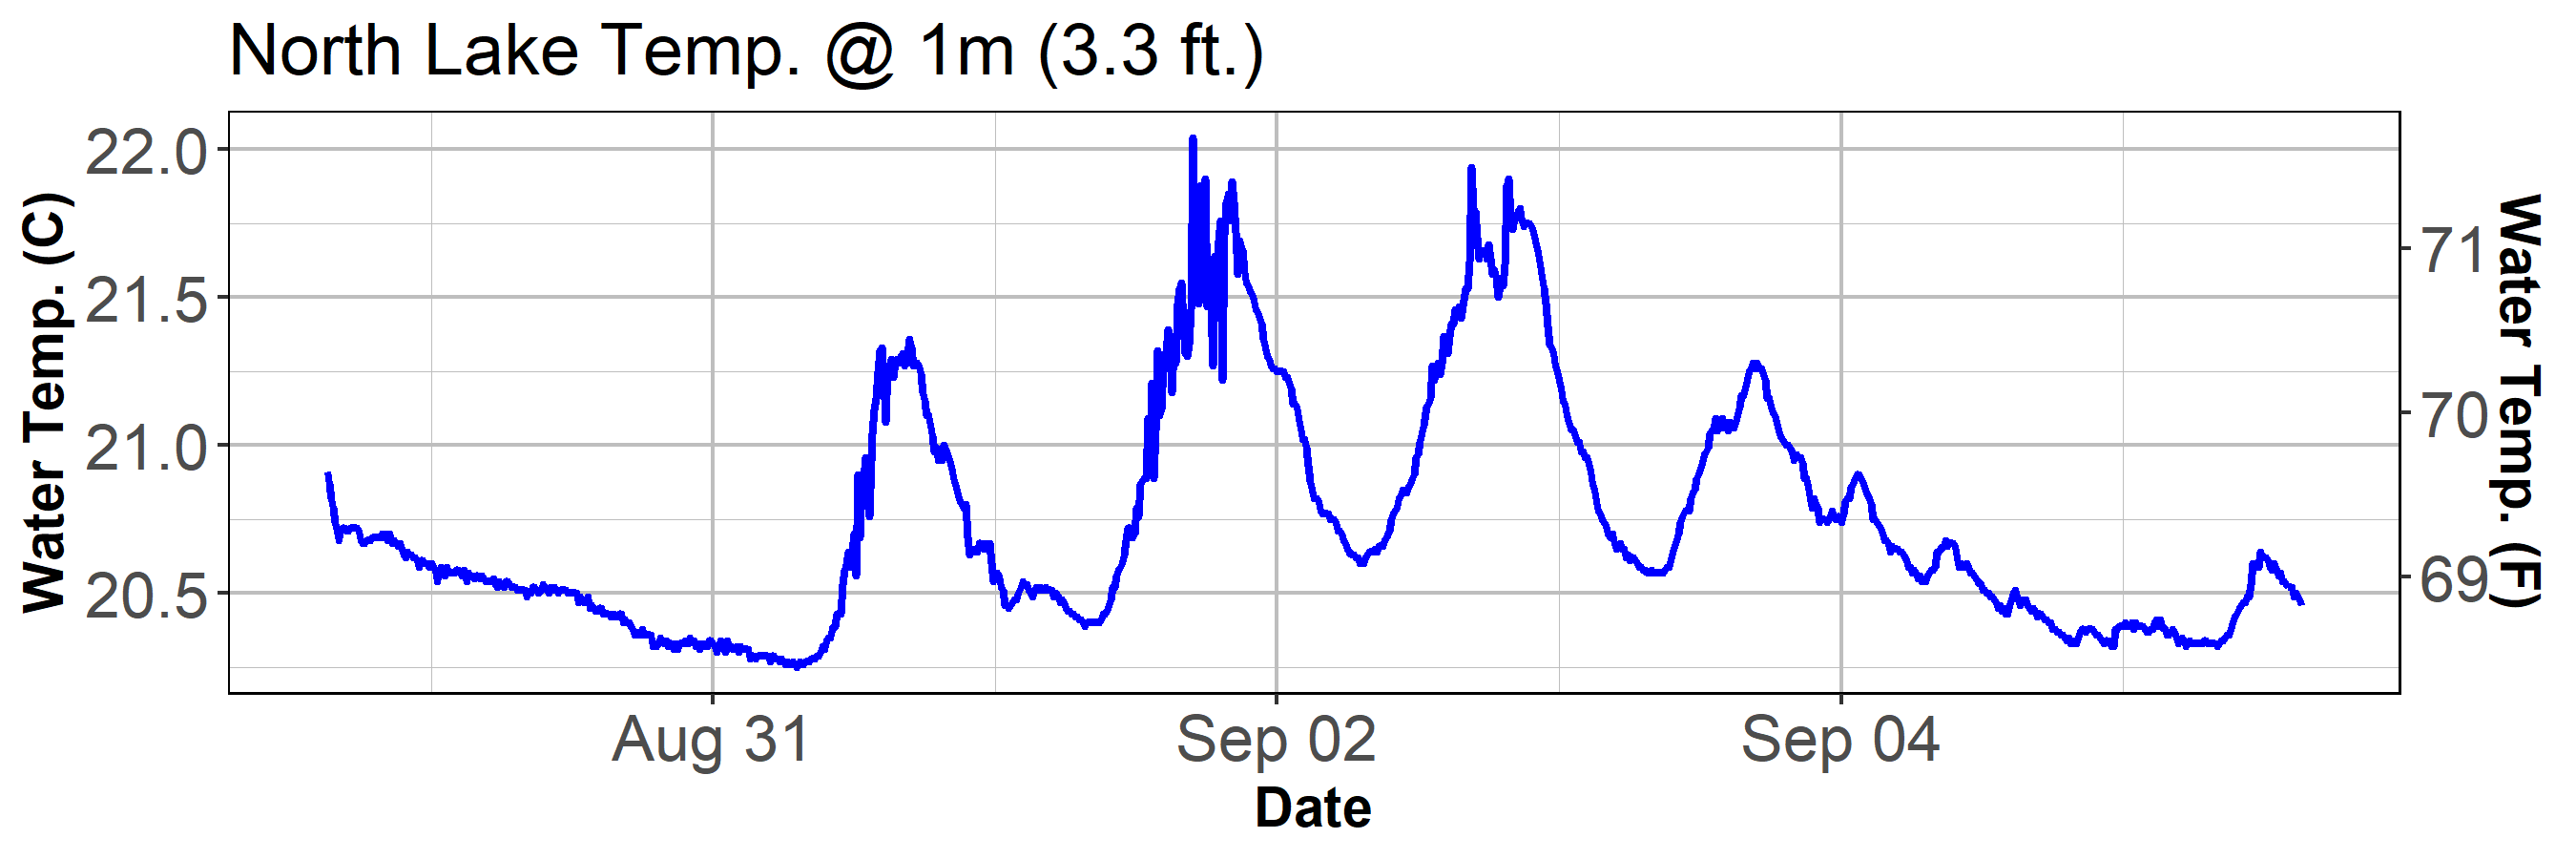 North Lake Temp. @ 1m (3.3 ft.)
Water Temp. (C)
22.0
21.5
21.0
20.5
71
70
69
Water Temp. (F)
Aug 31
Sep 02
Sep 04
Date